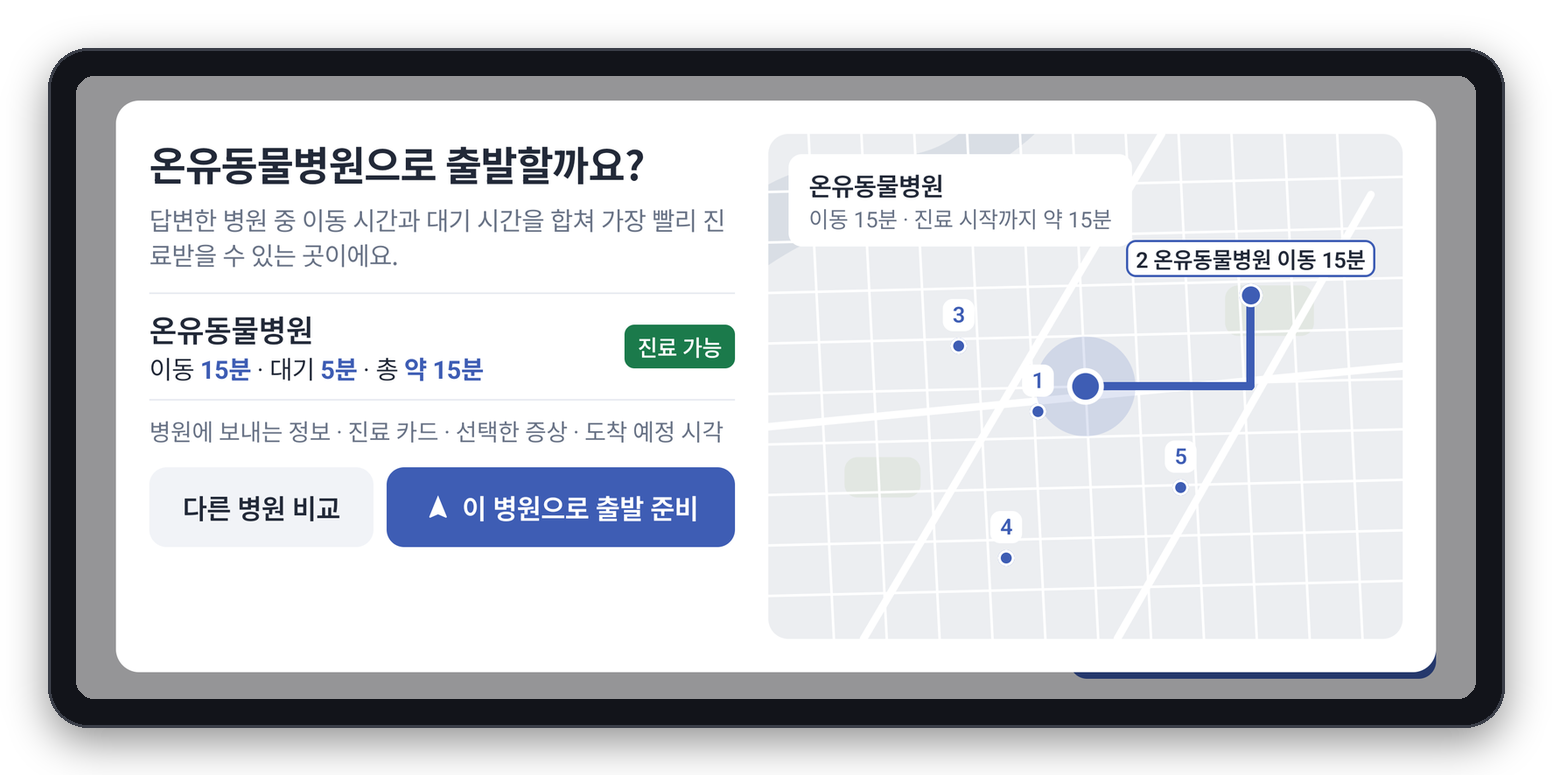 온유동물병원으로 출발할까요?
답변한 병원 중 이동 시간과 대기 시간을 합쳐 가장 빨리 진
료받을 수 있는 곳이에요.
온유동물병원
이동 15분 · 대기 5분 · 총 약 15분
진료 가능
병원에 보내는 정보 · 진료 카드 · 선택한 증상 · 도착 예정 시각
다른 병원 비교
이 병원으로 출발 준비
온유동물병원
이동 15분 · 진료 시작까지 약 15분
2 온유동물병원 이동 15분
3
1
5
4